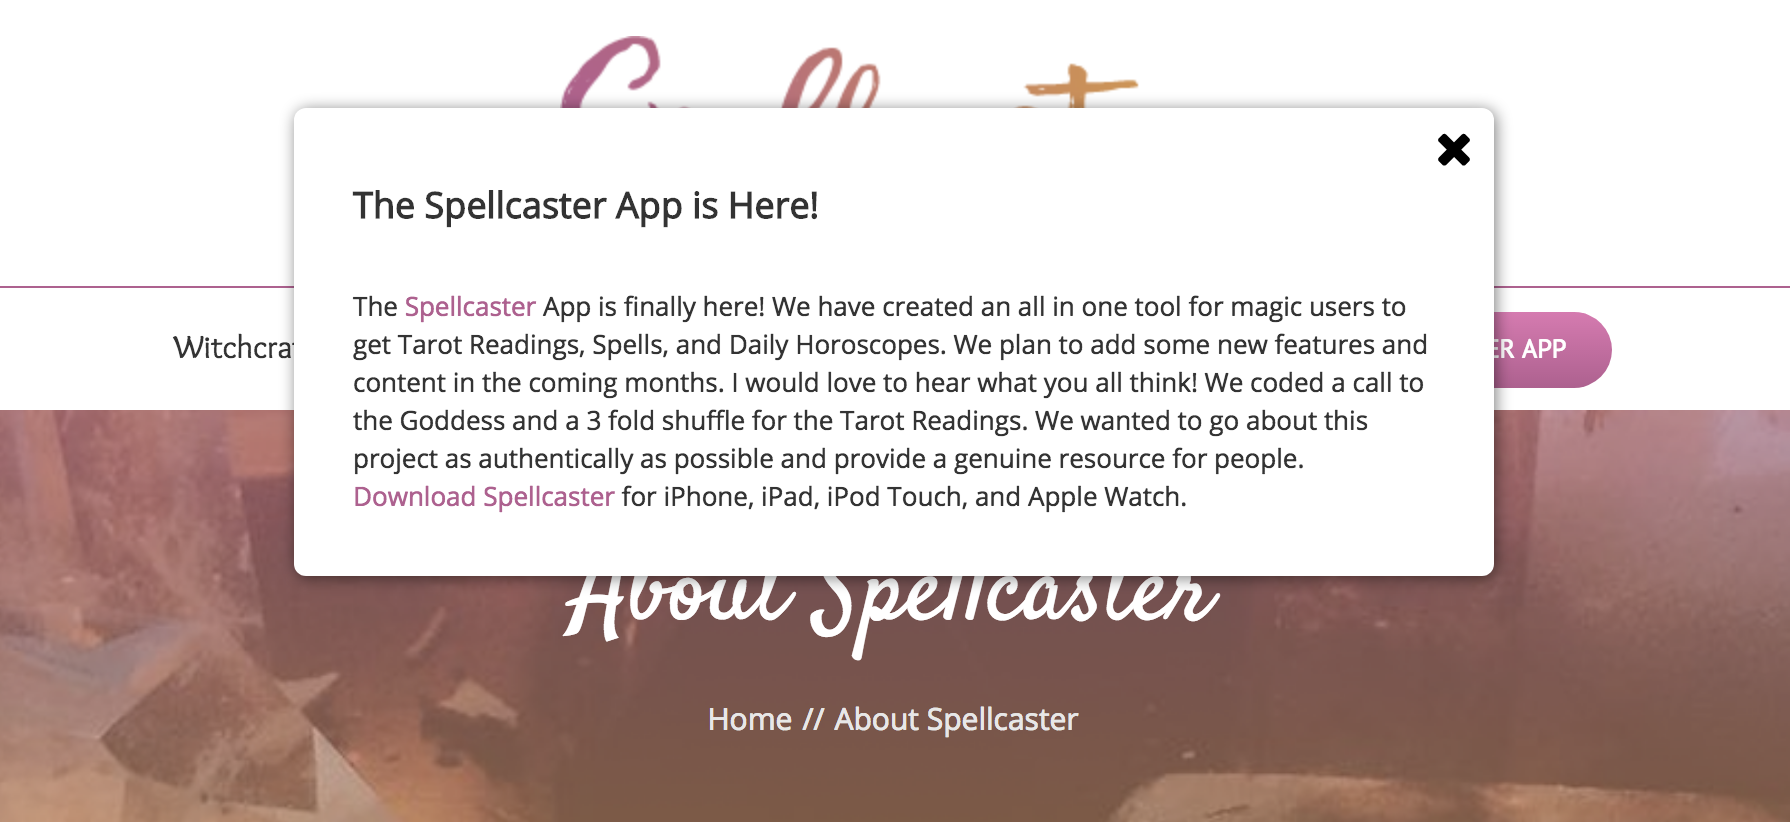 The Spellcaster App is Here!
The Spellcaster App is finally here! We have created an all in one tool for magic users to
get Tarot Readings, Spells, and Daily Horoscopes. We plan to add some new features and
content in the coming months. I would love to hear what you all think! We coded a call to
the Goddess and a 3 fold shuffle for the Tarot Readings. We wanted to go about this
project as authentically as possible and provide a genuine resource for people.
Download Spellcaster for iPhone, iPad, iPod Touch, and Apple Watch.
APP
About Spellcaster
Home // About Spellcaster